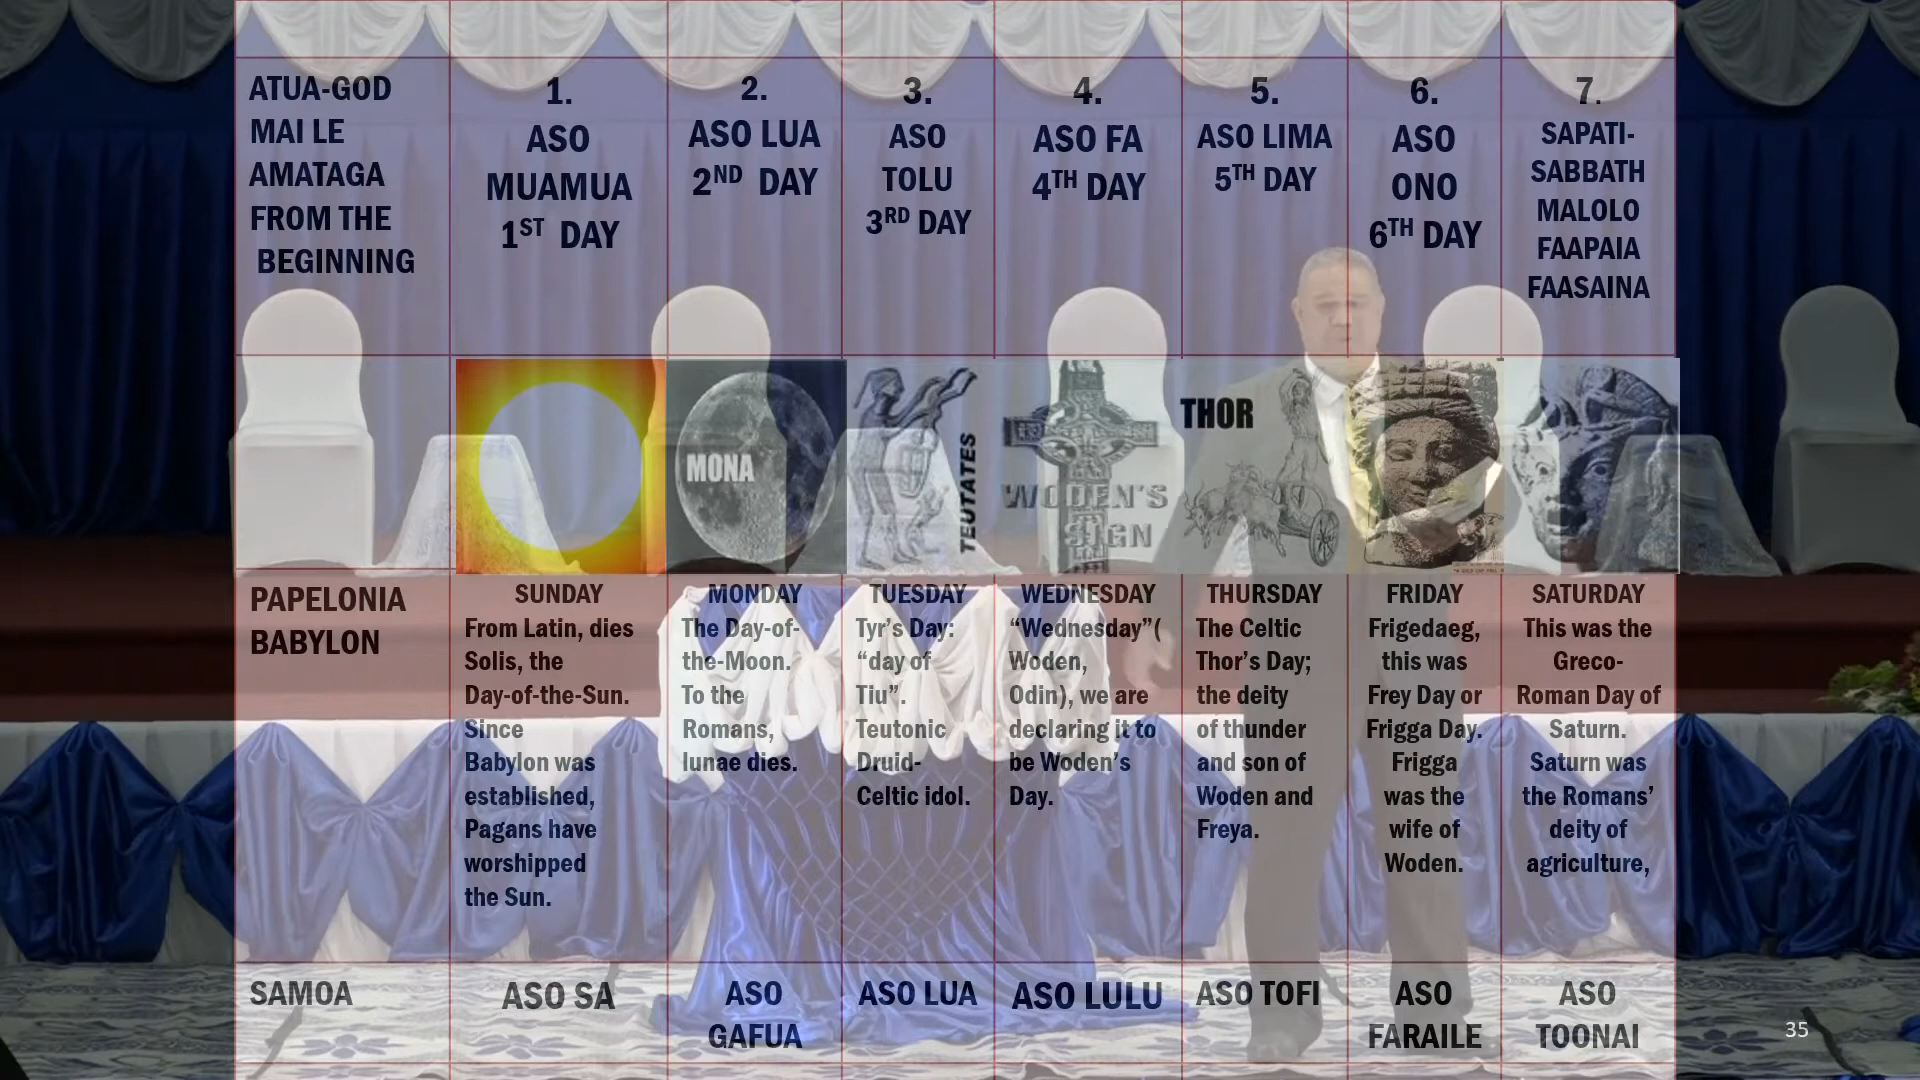 ATUA-GOD
MAI LE
AMATAGA
FROM THE
BEGINNING
1.
ASO
MUAMUA
1ST DAY
2.
ASO LUA
2ND DAY
3.
ASO
TOLU
3RD DAY
4.
ASO FA
4TH DAY
5.
ASO LIMA
5TH DAY
6.
ASO
ONO
6TH DAY
7.
SAPATI-
SABBATH
MALOLO
FAAPAIA
FAASAINA
MONA
TEUTATES
WODEN'S
SIGN
THOR
PAPELONIA
BABYLON
SUNDAY
From Latin, dies
Solis, the
Day-of-the-Sun.
Since
Babylon was
established,
Pagans have
worshipped
the Sun.
MONDAY
The Day-of-
the-Moon.
To the
Romans,
lunae dies.
TUESDAY
Tyr’s Day:
“day of
Tiu”.
Teutonic
Druid-
Celtic idol.
WEDNESDAY
“Wednesday”(
Woden,
Odin), we are
declaring it to
be Woden’s
Day.
THURSDAY
The Celtic
Thor’s Day;
the deity
of thunder
and son of
Woden and
Freya.
FRIDAY
Frigedaeg,
this was
Frey Day or
Frigga Day.
Frigga
was the
wife of
Woden.
SATURDAY
This was the
Greco-
Roman Day of
Saturn.
Saturn was
the Romans’
deity of
agriculture,
SAMOA
ASO SA
ASO
GAFUA
ASO LUA
ASO LULU
ASO TOFI
ASO
FARAILE
ASO
TOONAI
35